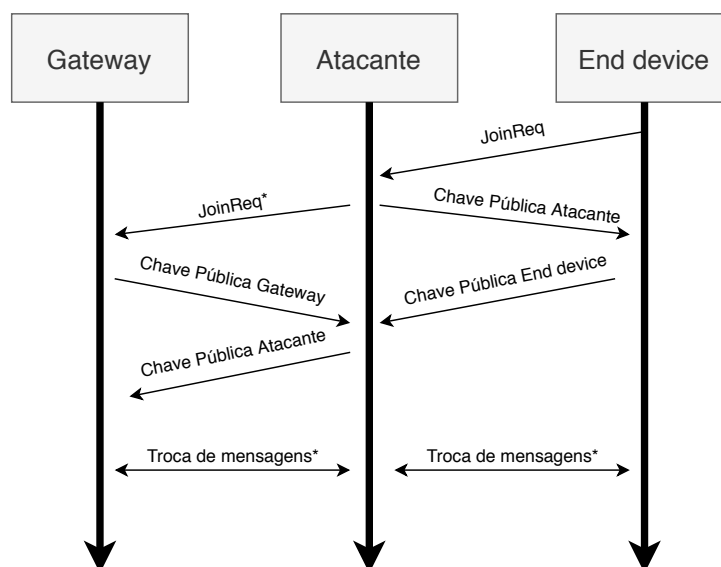 Gateway
Atacante
End device
JoinReq
JoinReq*
Chave Pública Atacante
Chave Pública Gateway
Chave Pública End device
Chave Pública Atacante
Troca de mensagens*
Troca de mensagens*